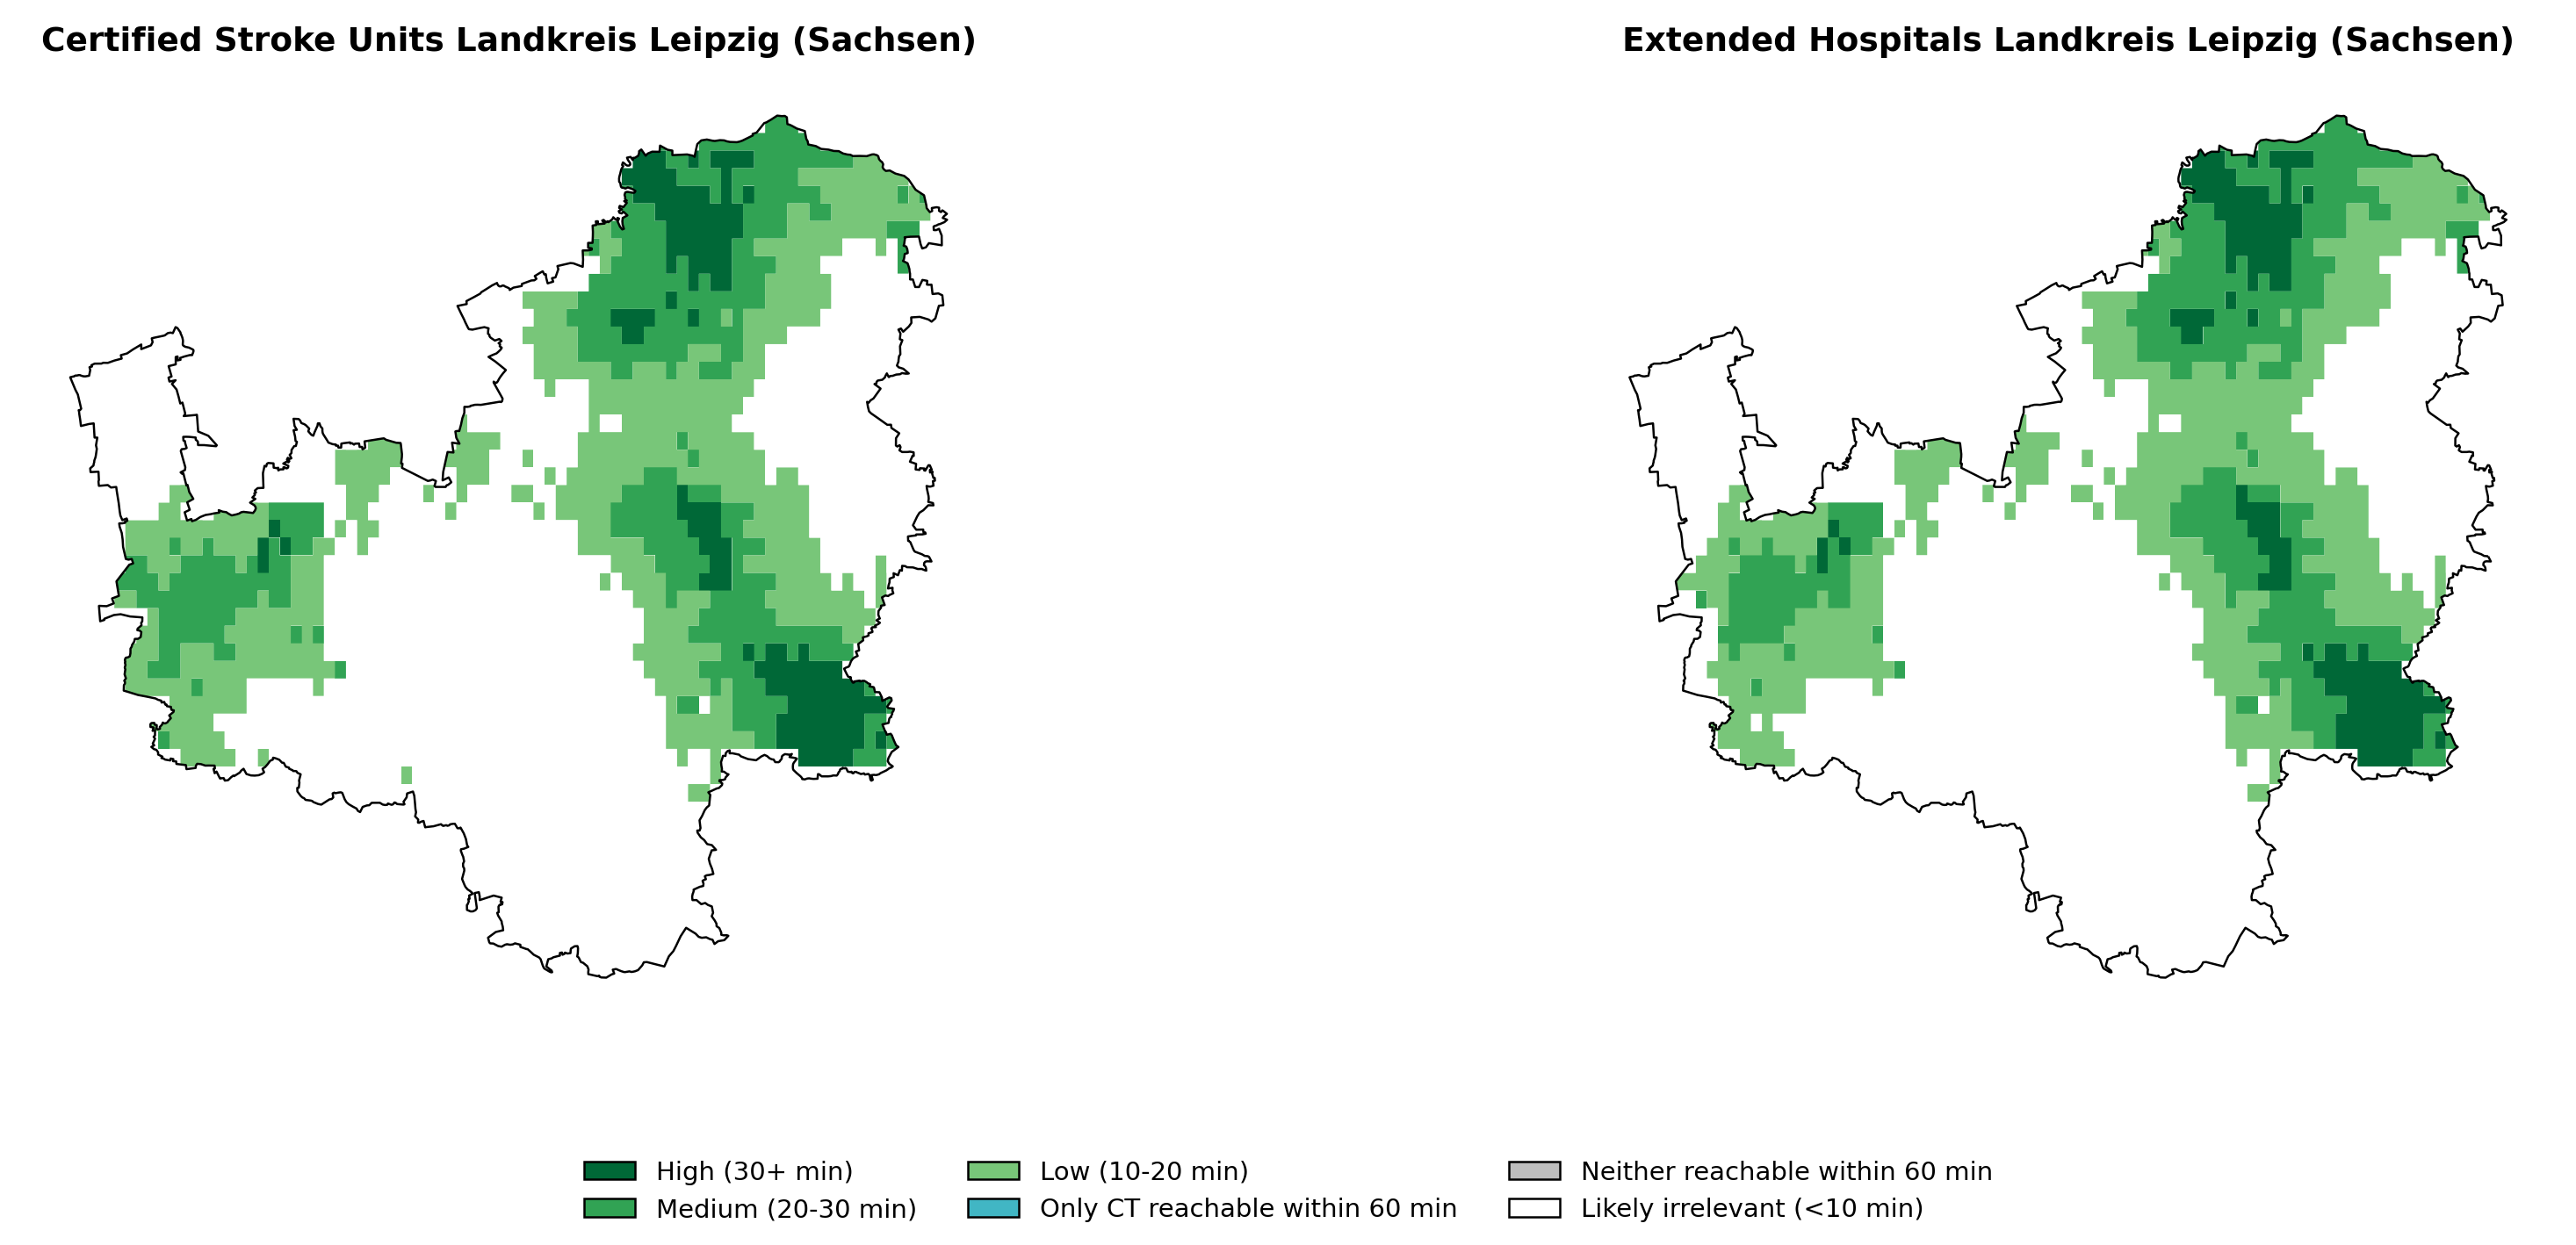 Certified Stroke Units Landkreis Leipzig (Sachsen)
Extended Hospitals Landkreis Leipzig (Sachsen)
High (30+ min)
Medium (20-30 min)
Low (10-20 min)
Only CT reachable within 60 min
Neither reachable within 60 min
Likely irrelevant (<10 min)